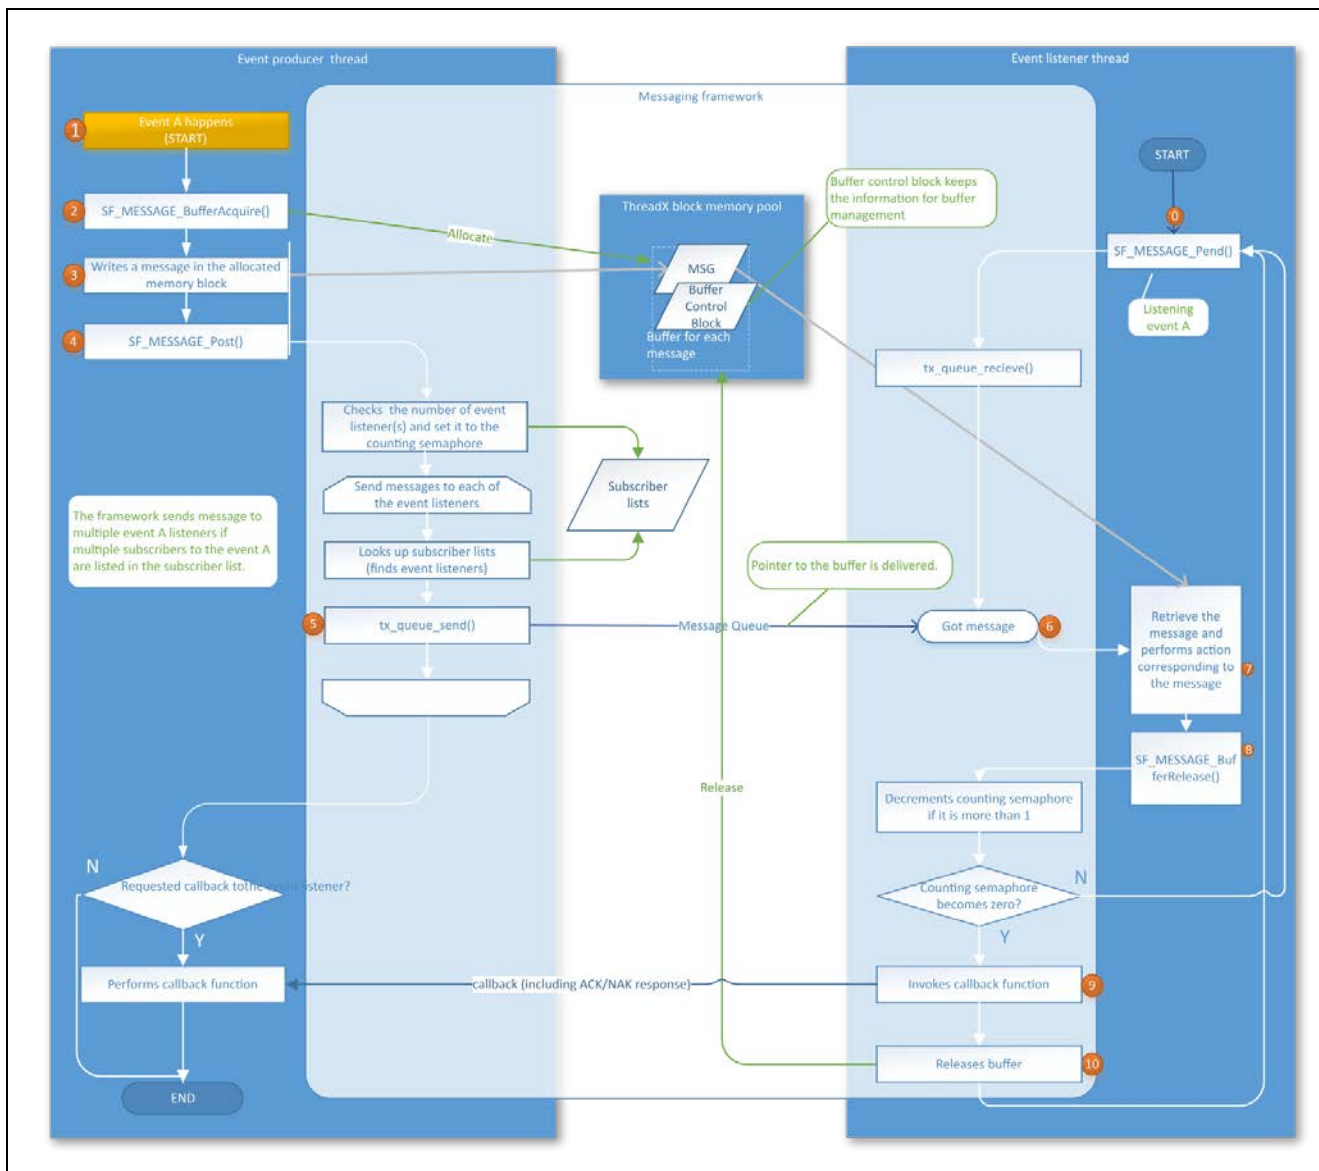 Event producer thread
Event listener thread
Messaging framework
1
Event A happens
(START)
START
0
2
SF_MESSAGE_BufferAcquire()
Allocate
ThreadX block memory pool
Buffer control block keeps
the information for buffer
management
3
Writes a message in the allocated
memory block
MSG
Buffer
Control
Block
Buffer for each
message
SF_MESSAGE_Pend()
Listening
event A
4
SF_MESSAGE_Post()
tx_queue_recieve()
Checks the number of event
listener(s) and set it to the
counting semaphore
Send messages to each of
the event listeners
Subscriber
lists
The framework sends message to
multiple event A listeners if
multiple subscribers to the event A
are listed in the subscriber list.
Looks up subscriber lists
(finds event listeners)
Pointer to the buffer is delivered.
5
tx_queue_send()
Message Queue
Got message
6
Retrieve the
message and
performs action
corresponding to
the message
7
SF_MESSAGE_Buf
ferRelease()
8
Release
Decrements counting semaphore
if it is more than 1
N
Requested callback tothe event listener?
Y
Counting semaphore
becomes zero?
N
Y
Performs callback function
callback (including ACK/NAK response)
Invokes callback function
9
Releases buffer
10
END